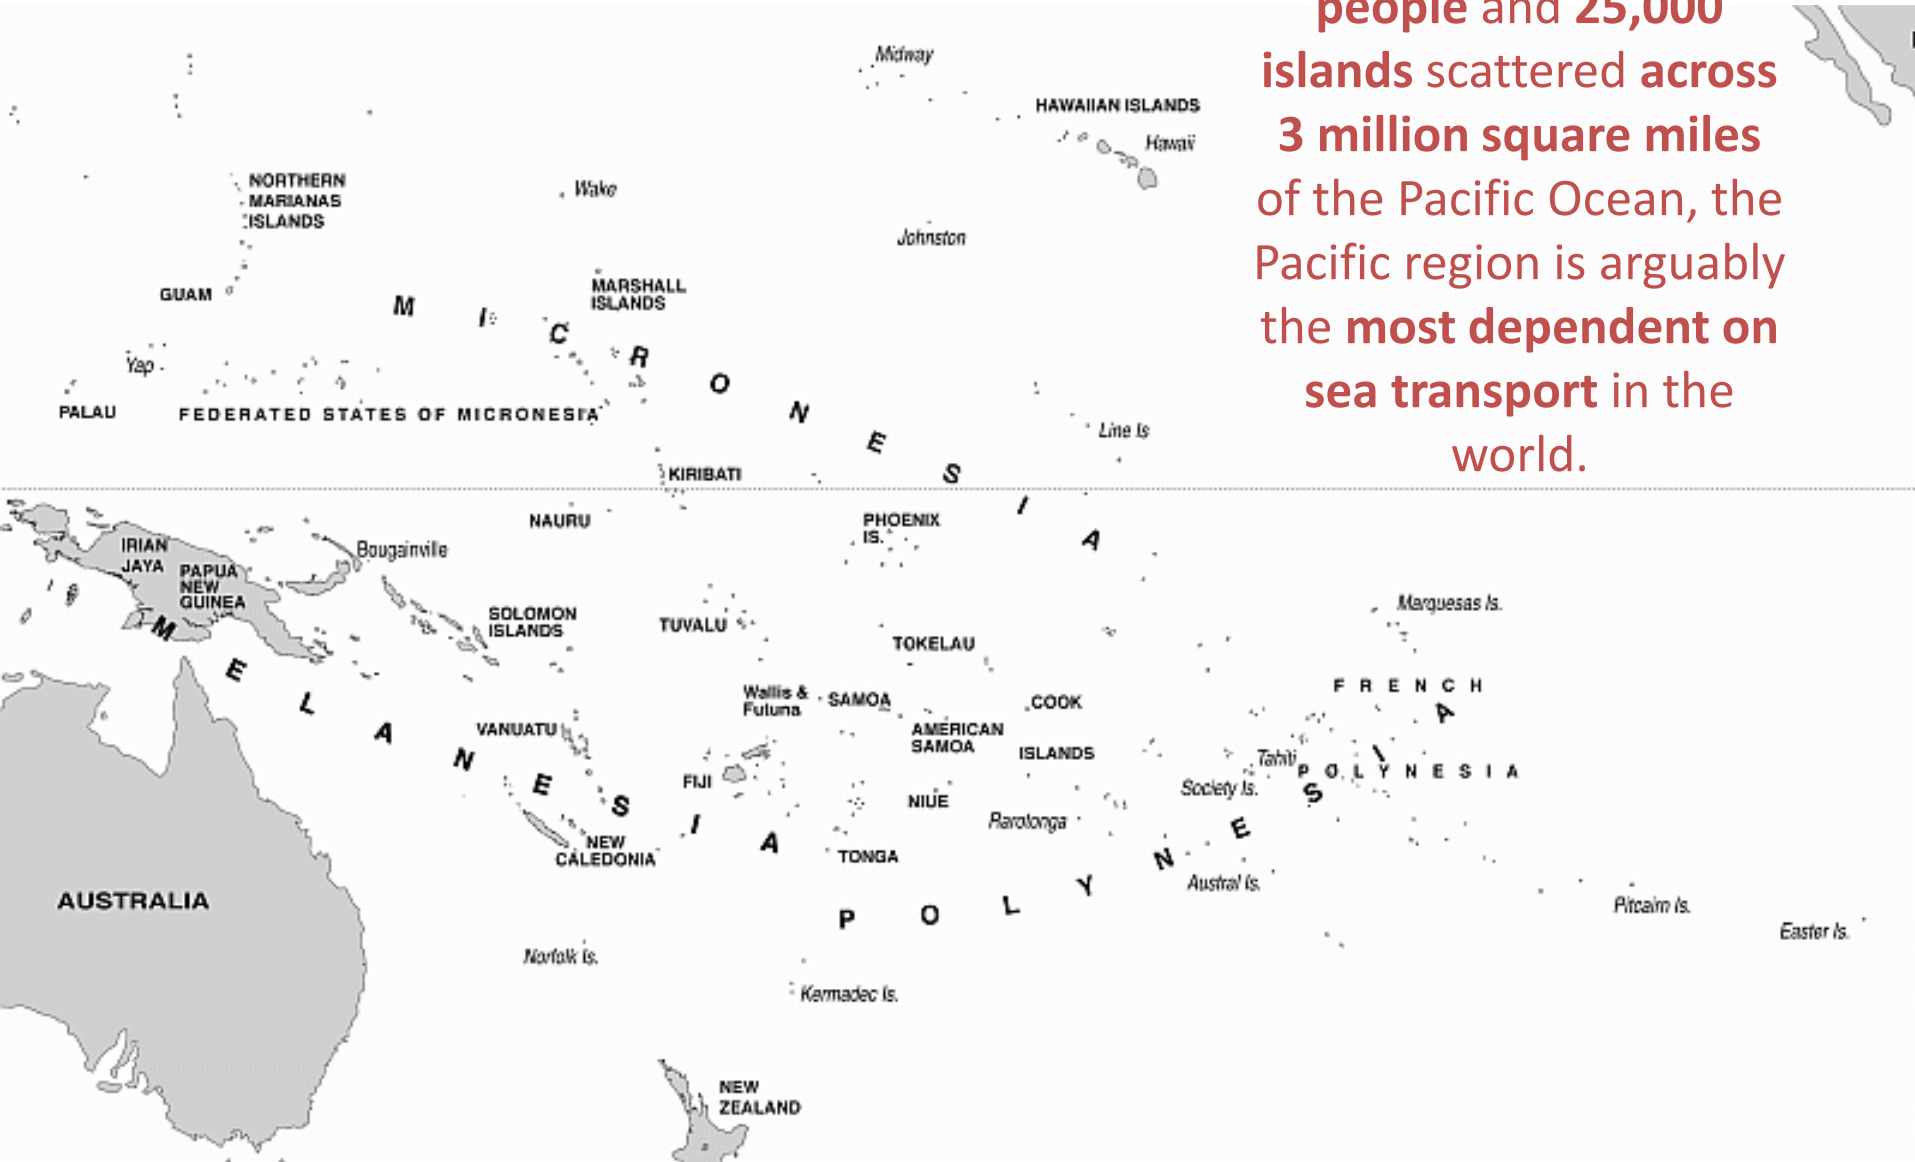 people and 25,000
islands scattered across
3 million square miles
of the Pacific Ocean, the
Pacific region is arguably
the most dependent on
sea transport in the
world.
Midway
HAWAIIAN ISLANDS
Hawaii
NORTHERN
MARIANAS
ISLANDS
Wake
Johnston
GUAM
MARSHALL
ISLANDS
MICRONESIA
Yap
PALAU
FEDERATED STATES OF MICRONESIA
Line Is
KIRIBATI
NAURU
PHOENIX
IS.
IRIAN
JAYA
PAPUA
NEW
GUINEA
Bougainville
SOLOMON
ISLANDS
TUVALU
TOKELAU
Marquesas Is.
MELANESIA
Wallis &
Futuna
SAMOA
COOK
ISLANDS
AMERICAN
SAMOA
FRENCH
POLYNESIA
VANUATU
FIJI
NIUE
Tahiti
Society Is.
Rarotonga
NEW
CALEDONIA
TONGA
POLYNESIA
Austral Is.
AUSTRALIA
Pitcairn Is.
Easter Is.
Norfolk Is.
Kermadec Is.
NEW
ZEALAND